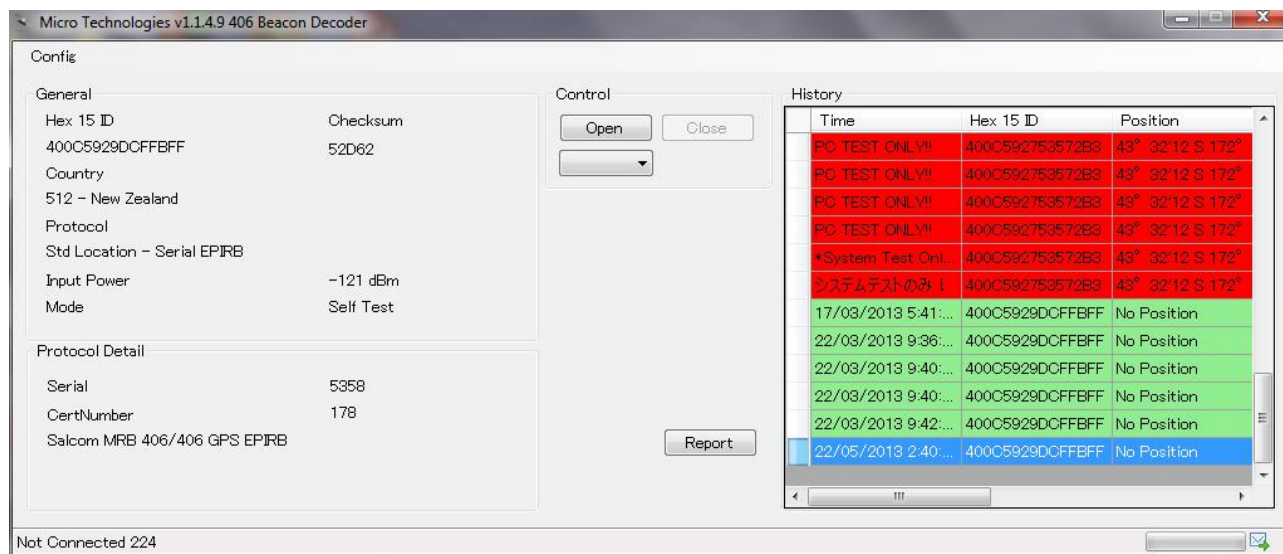 Micro Technologies v1.1.4.9 406 Beacon Decoder
Config
General
Hex 15 ID
Checksum
400C5929DCFFBFF
52D62
Country
512 - New Zealand
Protocol
Std Location - Serial EPIRB
Input Power
-121 dBm
Mode
Self Test
Protocol Detail
Serial
5358
CertNumber
178
Salcom MRB 406/406 GPS EPIRB
Control
Open
Close
Report
History
Time Hex 15 ID Position
PC TEST ONLY!! 400C592753572B3 43° 32'12 S 172°
PC TEST ONLY!! 400C592753572B3 43° 32'12 S 172°
PC TEST ONLY!! 400C592753572B3 43° 32'12 S 172°
PC TEST ONLY!! 400C592753572B3 43° 32'12 S 172°
*System Test Onl... 400C592753572B3 43° 32'12 S 172°
システムテストのみ! 400C592753572B3 43° 32'12 S 172°
17/03/2013 5:41:... 400C5929DCFFBFF No Position
22/03/2013 9:36:... 400C5929DCFFBFF No Position
22/03/2013 9:40:... 400C5929DCFFBFF No Position
22/03/2013 9:40:... 400C5929DCFFBFF No Position
22/03/2013 9:42:... 400C5929DCFFBFF No Position
22/05/2013 2:40:... 400C5929DCFFBFF No Position
Not Connected 224